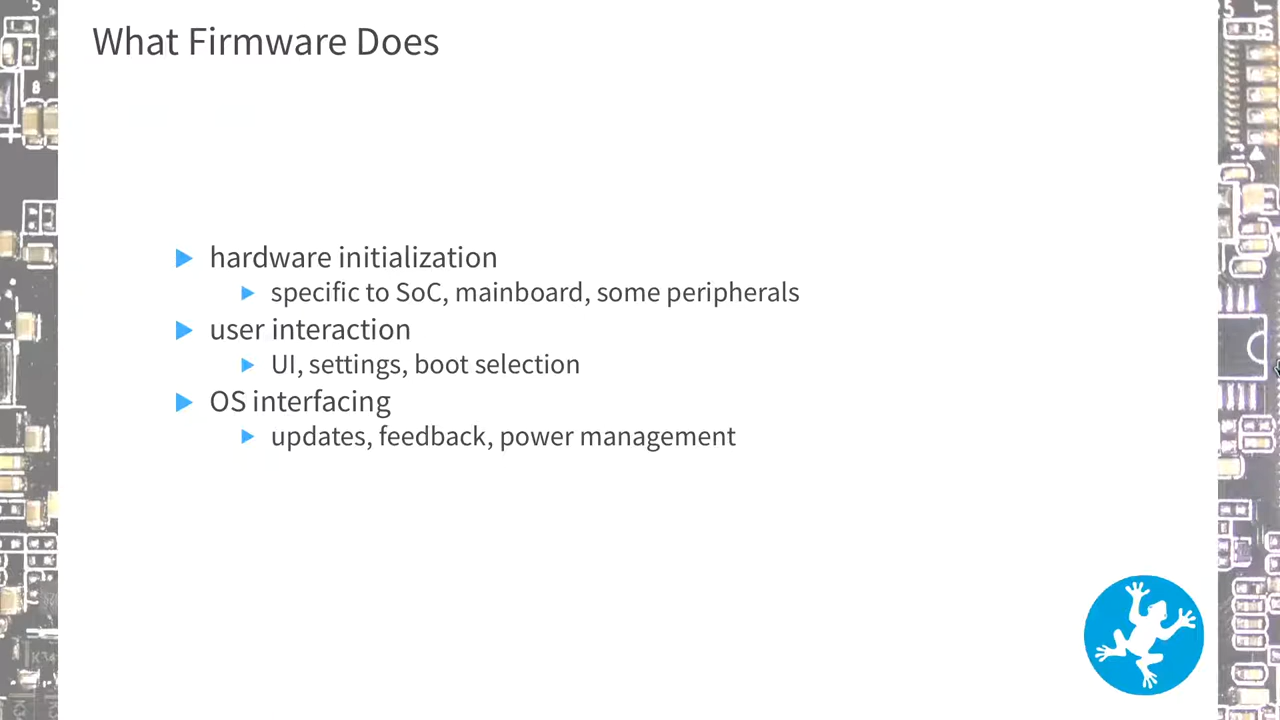 What Firmware Does
hardware initialization
specific to SoC, mainboard, some peripherals
user interaction
UI, settings, boot selection
OS interfacing
updates, feedback, power management
8